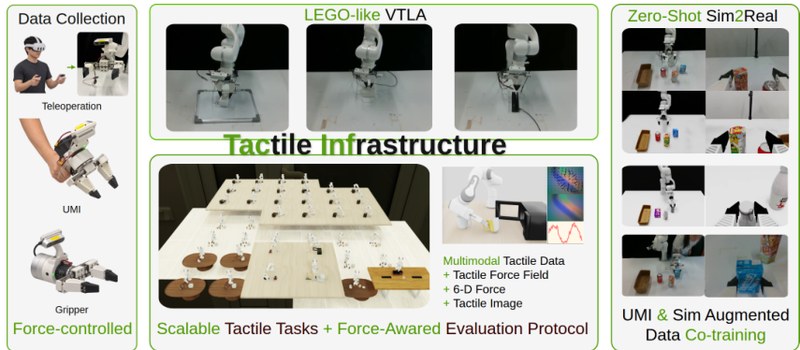 Data Collection
Teleoperation
UMI
Gripper
Force-controlled
LEGO-like VTLA
Tactile Infrastructure
Multimodal Tactile Data
+ Tactile Force Field
+ 6-D Force
+ Tactile Image
Scalable Tactile Tasks + Force-Awared Evaluation Protocol
Zero-Shot Sim2Real
UMI & Sim Augmented
Data Co-training